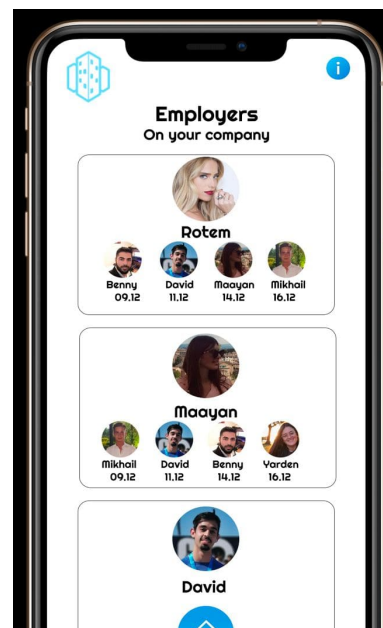 i
Employers
On your company
Rotem
Benny David Maayan Mikhail
09.12 11.12 14.12 16.12
Maayan
Mikhail David Benny Yarden
09.12 11.12 14.12 16.12
David